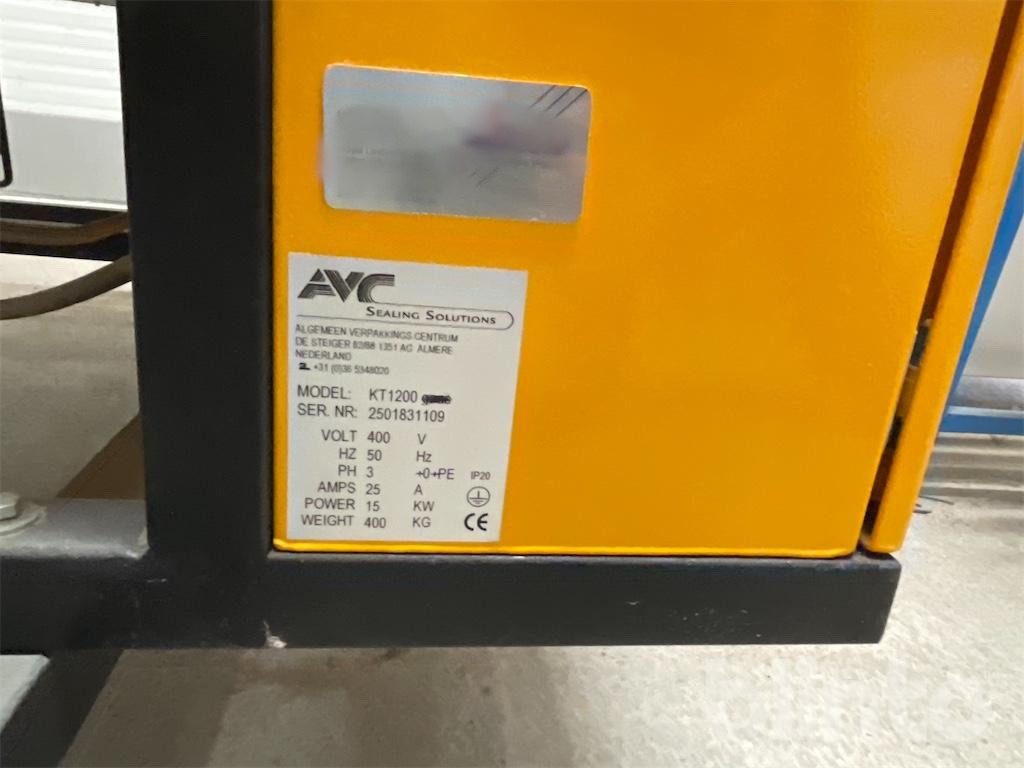 AVC
SEALING SOLUTIONS
ALGEMEEN VERPAKKINGS CENTRUM
DE STEIGER 83/88 1351 AG ALMERE
NEDERLAND
+31 (0)36 5348020
MODEL: KT1200
SER. NR: 2501831109
VOLT 400 V
HZ 50 Hz
PH 3 +0+PE IP20
AMPS 25 A
POWER 15 KW
WEIGHT 400 KG CE